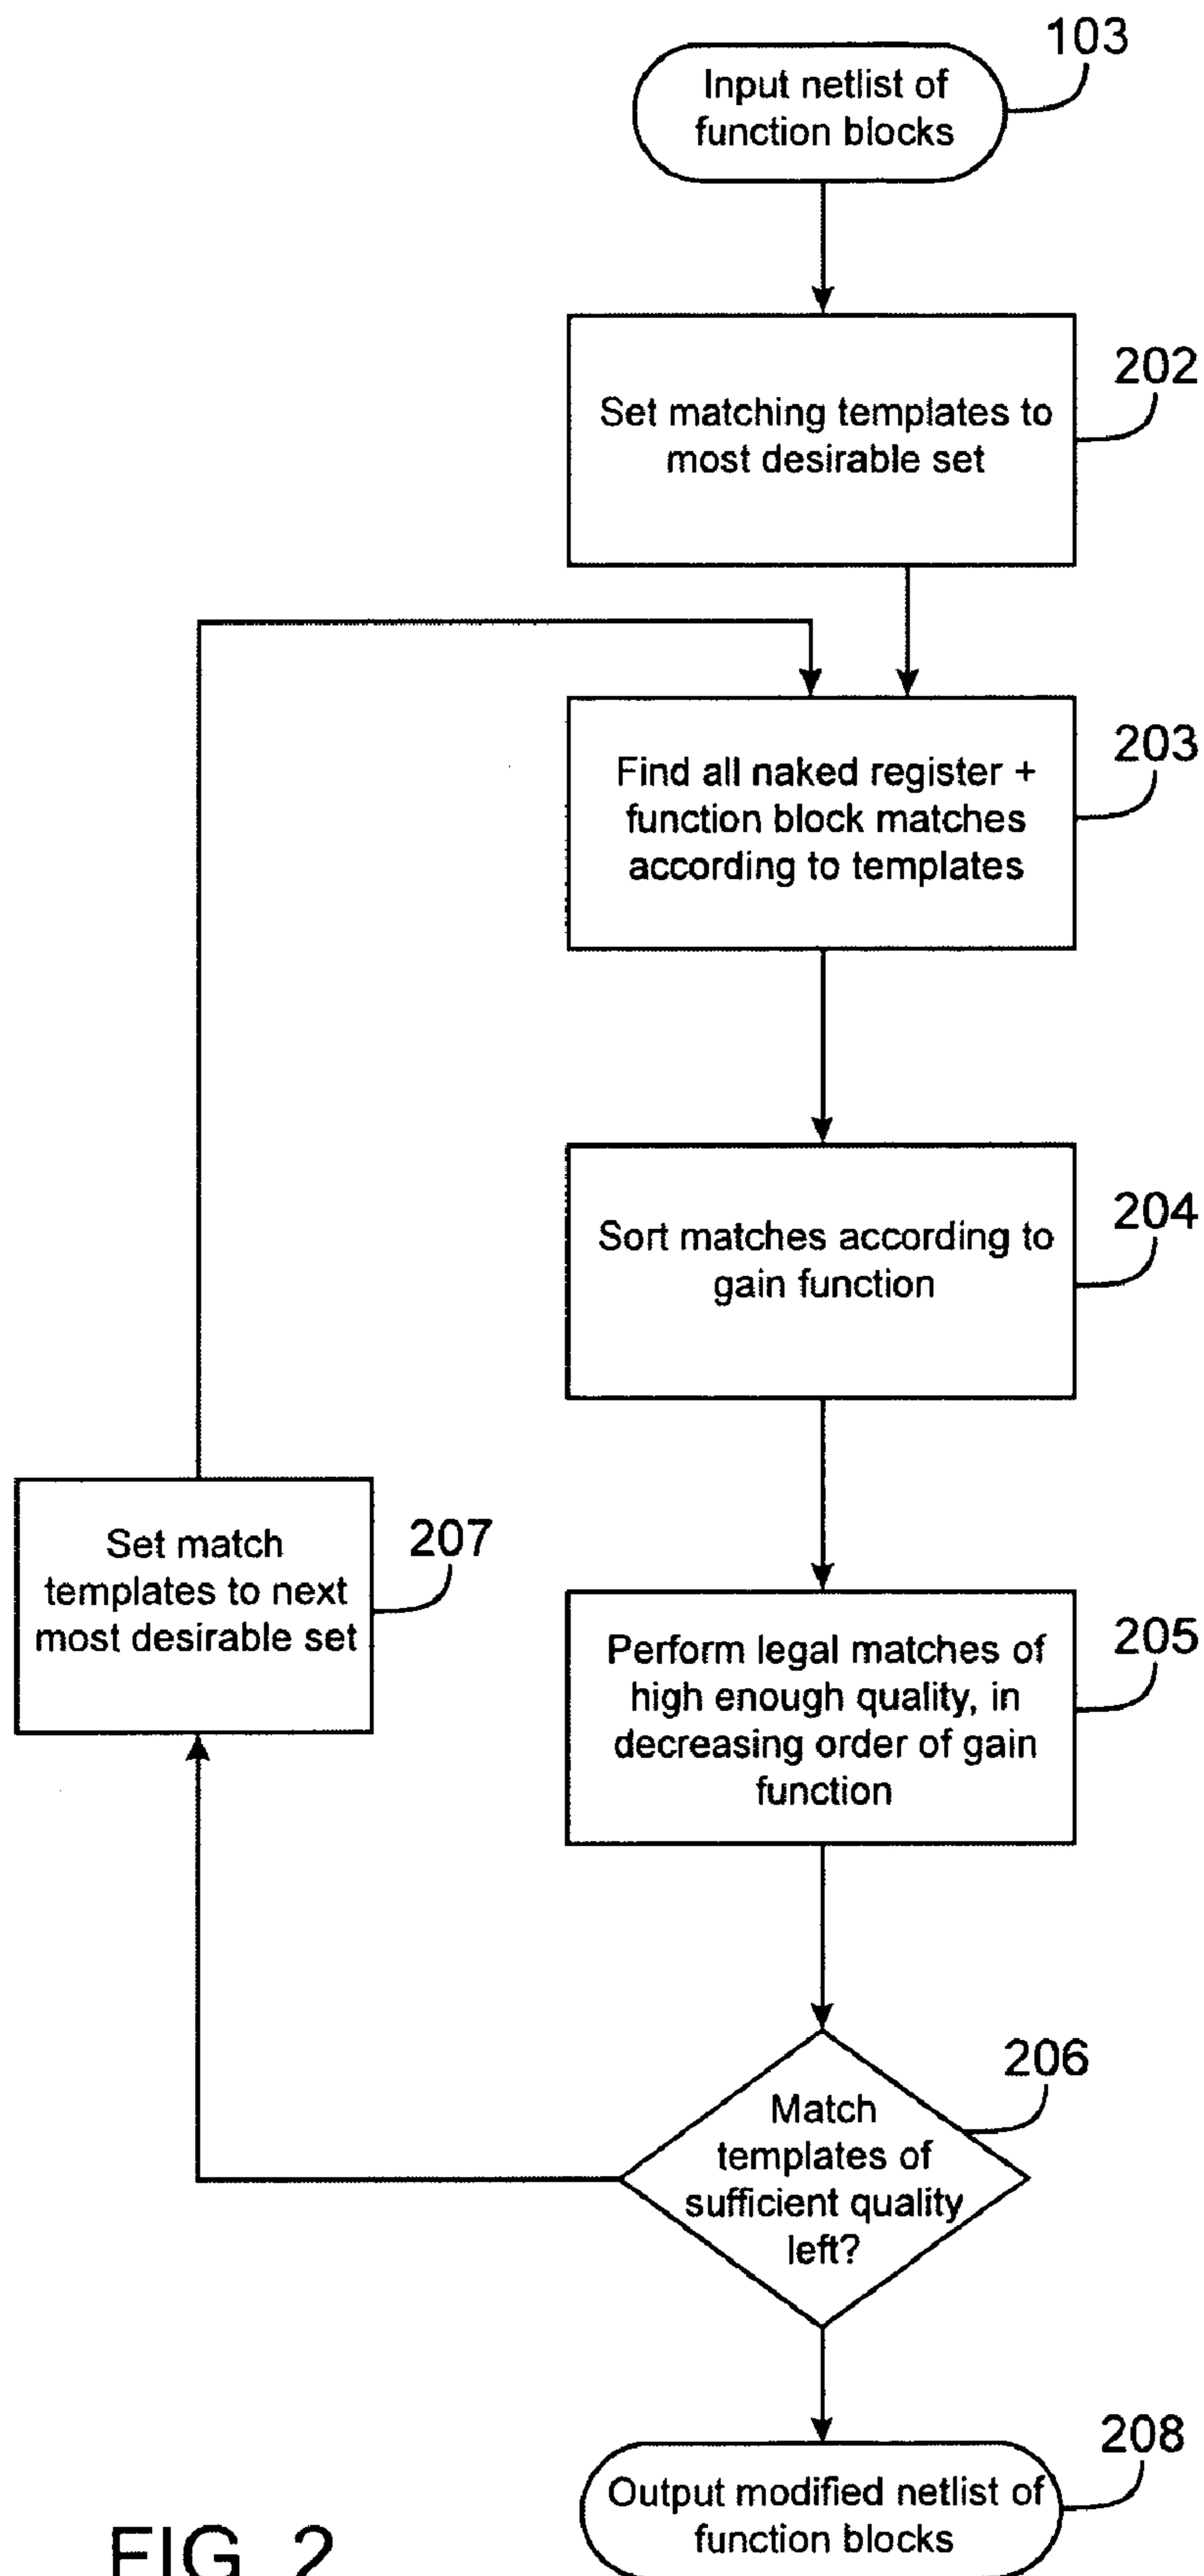 103
Input netlist of
function blocks
202
Set matching templates to
most desirable set
203
Find all naked register +
function block matches
according to templates
204
Sort matches according to
gain function
205
Perform legal matches of
high enough quality, in
decreasing order of gain
function
207
Set match
templates to next
most desirable set
206
Match
templates of
sufficient quality
left?
208
Output modified netlist of
function blocks
FIG. 2